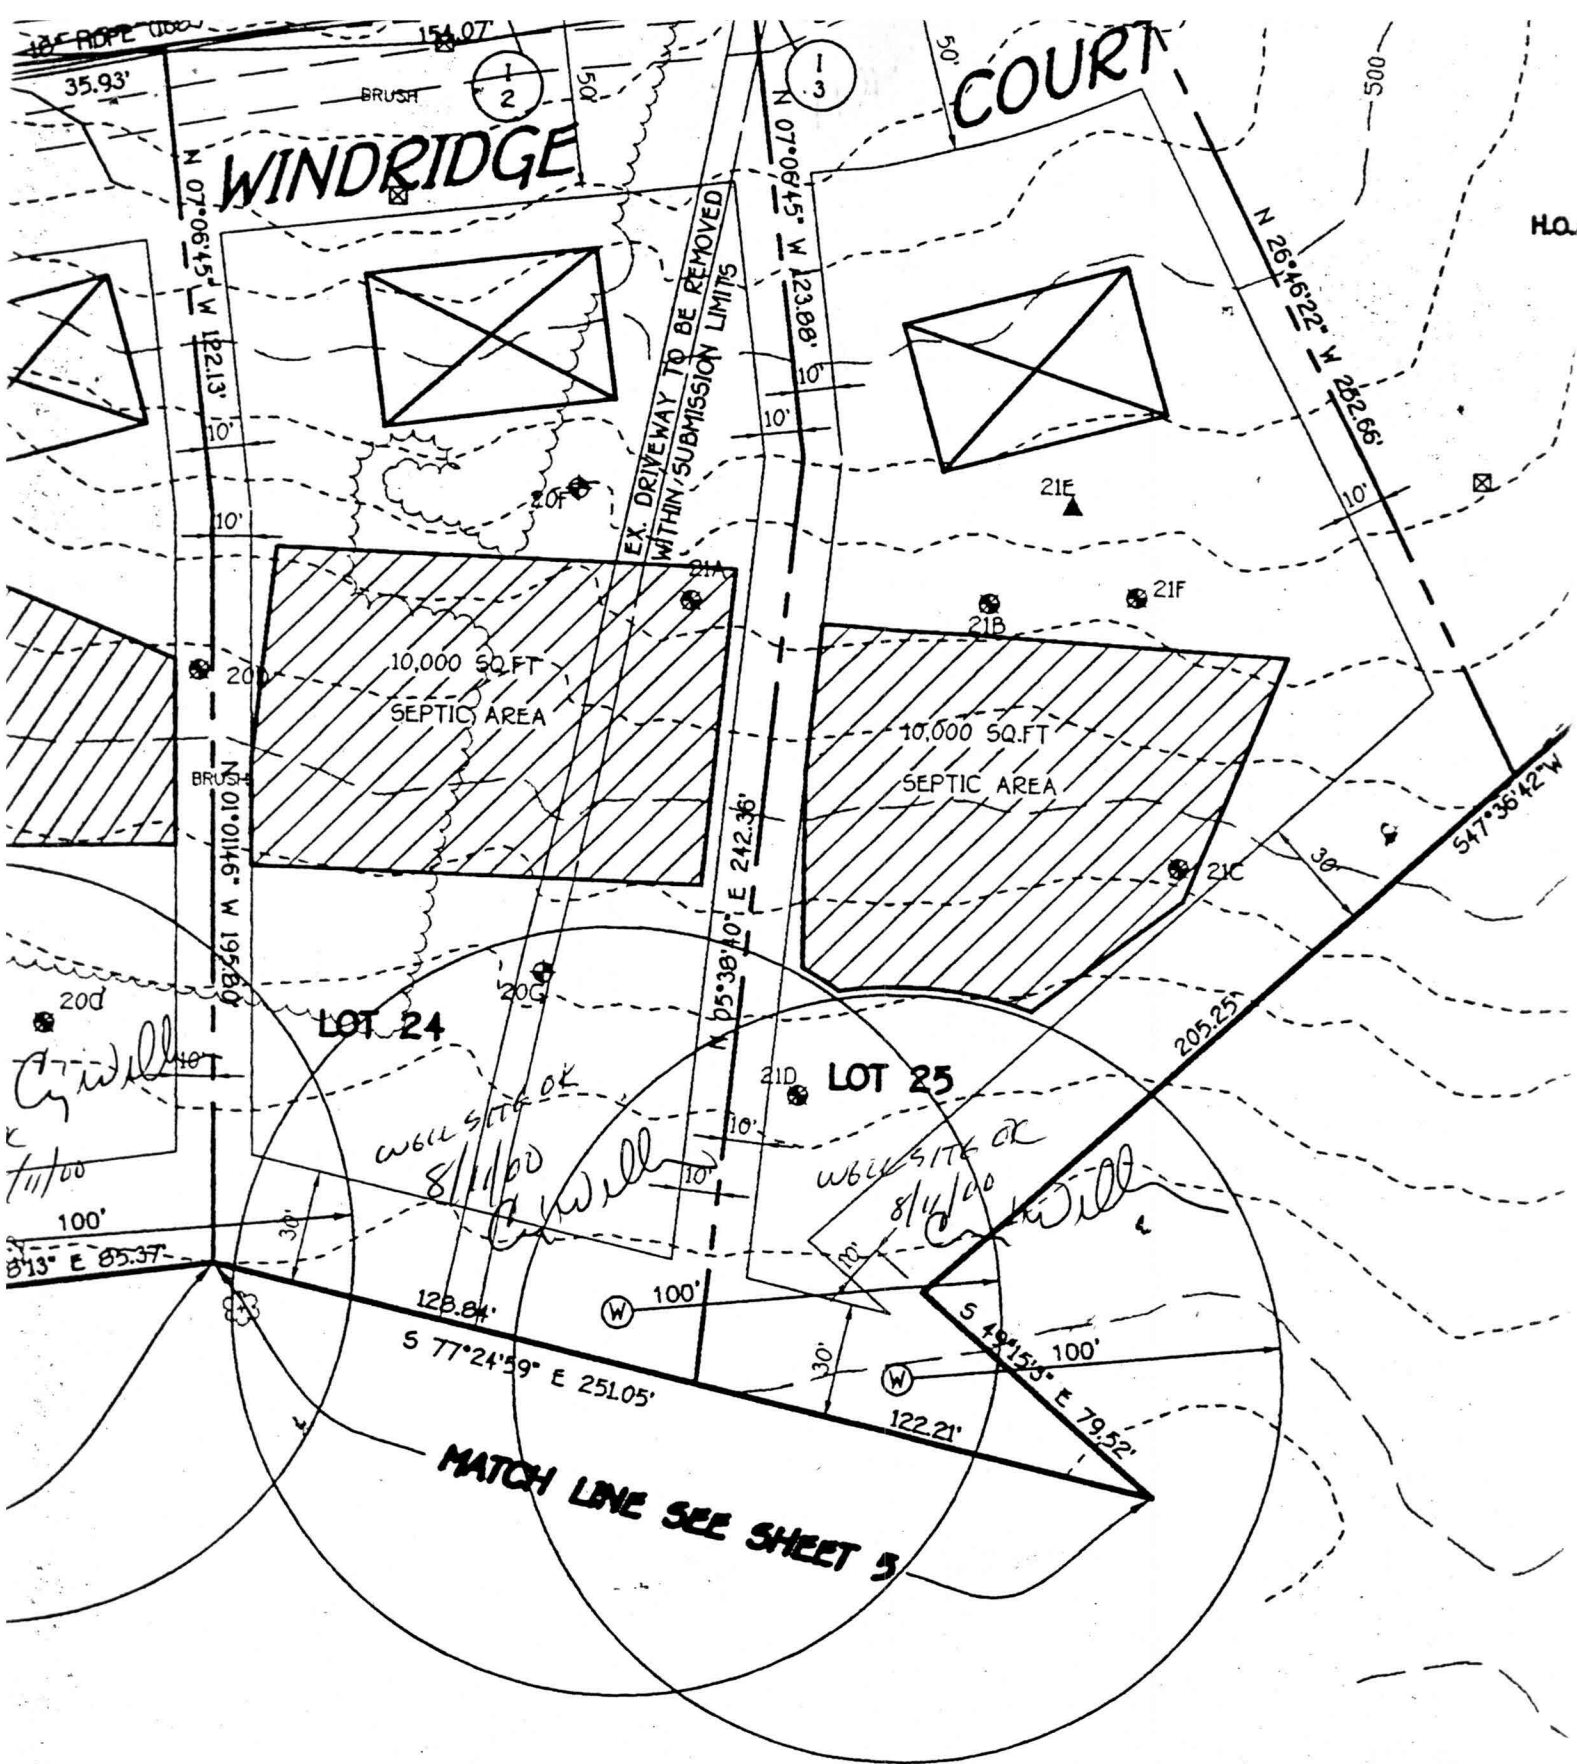 154.07'
35.93'
BRUSH
1
2
50'
1
3
50'
COURT
500
WINDRIDGE
H.O.
N 07°06'45" W 122.13'
N 07°06'45" W 123.88'
N 26°46'22" W 282.66'
EX. DRIVEWAY TO BE REMOVED
WITHIN SUBMISSION LIMITS
10'
10'
10'
10'
10'
20F
21E
21A
21B
21F
20D
10,000 SQ.FT
SEPTIC AREA
10,000 SQ.FT
SEPTIC AREA
BRUSH
N 01°01'46" W 195.80'
N 05°38'40" E 242.36'
S47°36'42"W
30'
21C
205.25'
20G
LOT 24
21D
LOT 25
10'
WELL SITE OK
8/11/00
WELL SITE OK
8/11/00
/11/00
10'
10'
10'
100'
30'
8'13" E 85.37'
128.84'
W
100'
30'
S 77°24'59" E 251.05'
W
100'
E 79.52'
122.21'
MATCH LINE SEE SHEET 5